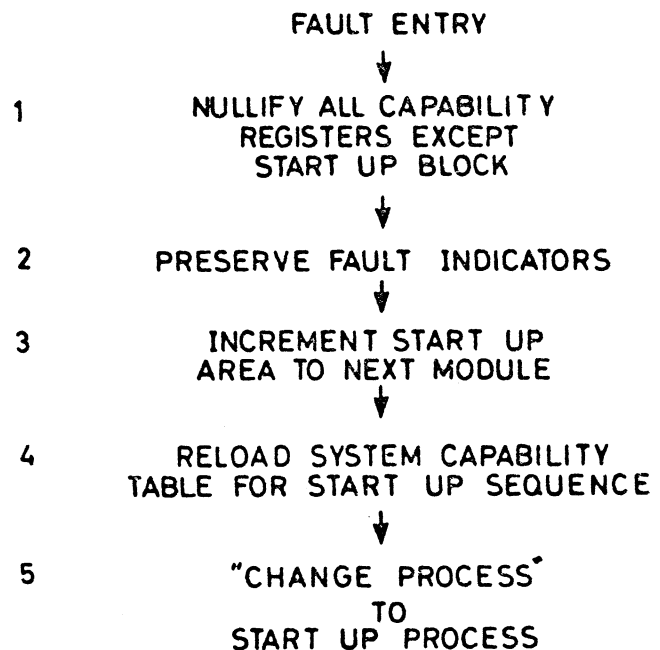 FAULT ENTRY
1 NULLIFY ALL CAPABILITY
REGISTERS EXCEPT
START UP BLOCK
2 PRESERVE FAULT INDICATORS
3 INCREMENT START UP
AREA TO NEXT MODULE
4 RELOAD SYSTEM CAPABILITY
TABLE FOR START UP SEQUENCE
5 "CHANGE PROCESS"
TO
START UP PROCESS